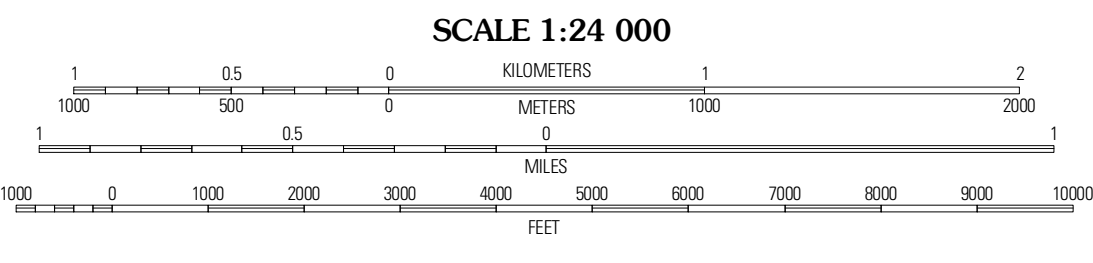 SCALE 1:24 000
1 0.5 0 KILOMETERS 1 2
1000 500 0 METERS 1000 2000
1 0.5 0 1
MILES
1000 0 1000 2000 3000 4000 5000 6000 7000 8000 9000 10000
FEET